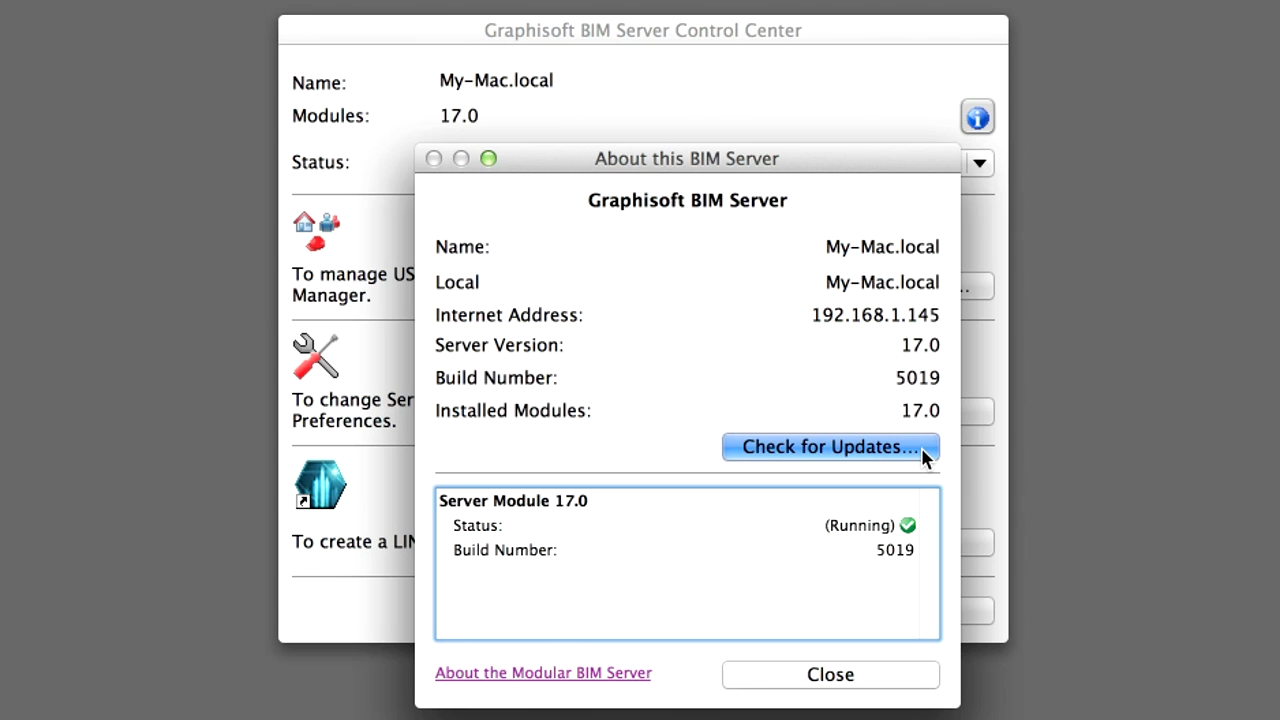 Graphisoft BIM Server Control Center
Name: My-Mac.local
Modules: 17.0
Status:
To manage US
Manager.
To change Ser
Preferences.
To create a LIN
About this BIM Server
Graphisoft BIM Server
Name: My-Mac.local
Local My-Mac.local
Internet Address: 192.168.1.145
Server Version: 17.0
Build Number: 5019
Installed Modules: 17.0
Check for Updates...
Server Module 17.0
Status: (Running)
Build Number: 5019
About the Modular BIM Server
Close